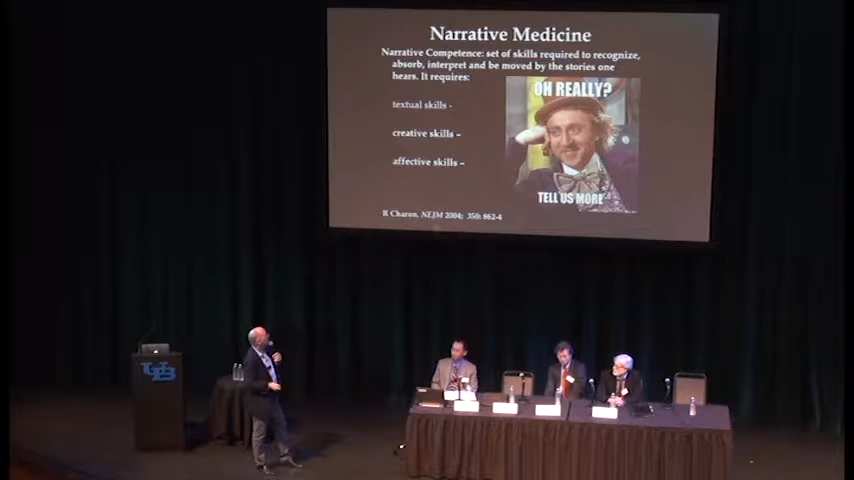 Narrative Medicine
Narrative Competence: set of skills required to recognize,
absorb, interpret and be moved by the stories one
hears. It requires:
textual skills -
creative skills –
affective skills –
OH REALLY?
TELL US MORE
R Charon. NEJM 2004; 350: 862-4
UB